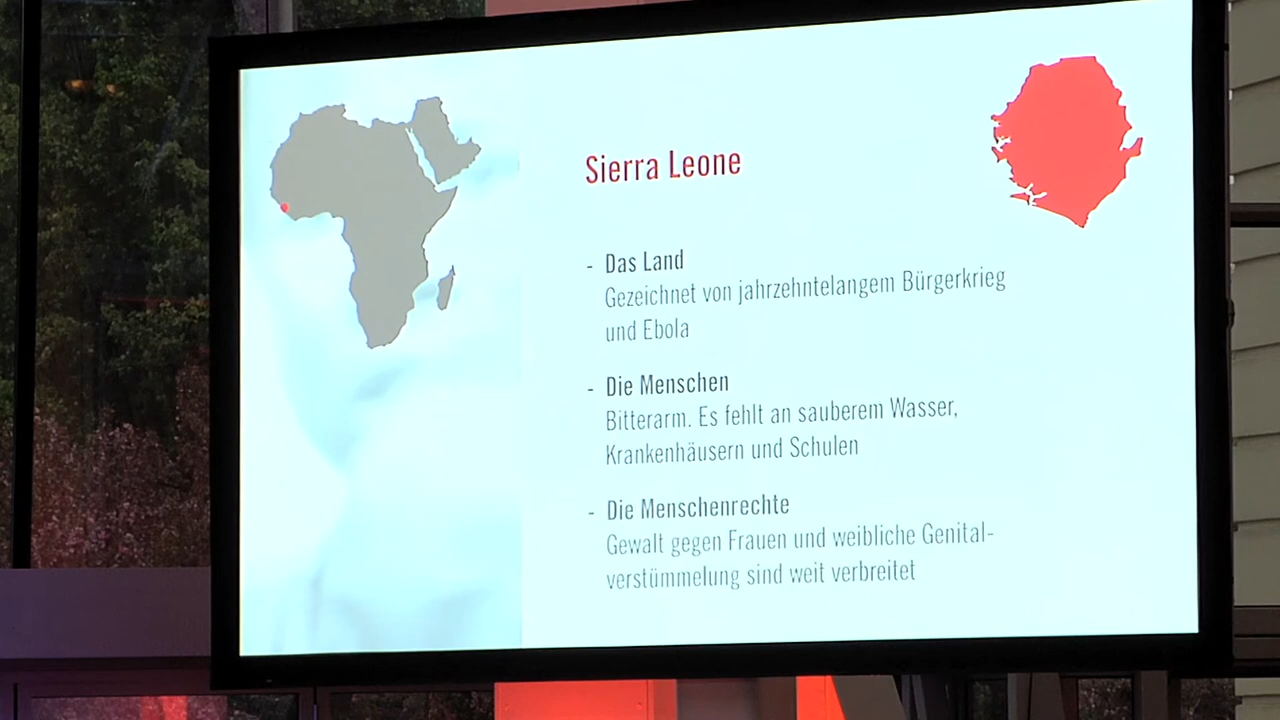 Sierra Leone
- Das Land
Gezeichnet von jahrzehntelangem Bürgerkrieg
und Ebola
- Die Menschen
Bitterarm. Es fehlt an sauberem Wasser,
Krankenhäusern und Schulen
- Die Menschenrechte
Gewalt gegen Frauen und weibliche Genital-
verstümmelung sind weit verbreitet